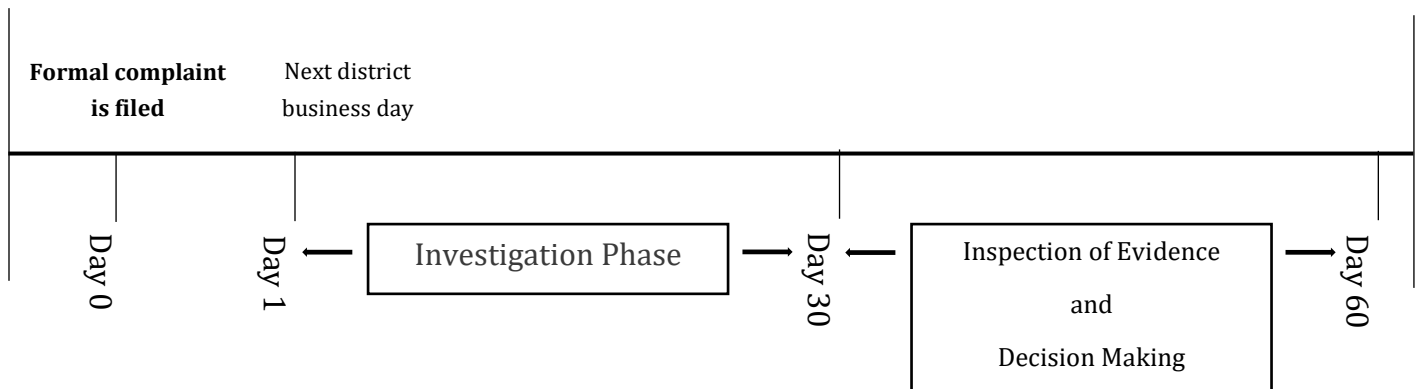 Formal complaint
is filed
Next district
business day
Day 0
Day 1
Investigation Phase
Day 30
Inspection of Evidence
and
Decision Making
Day 60